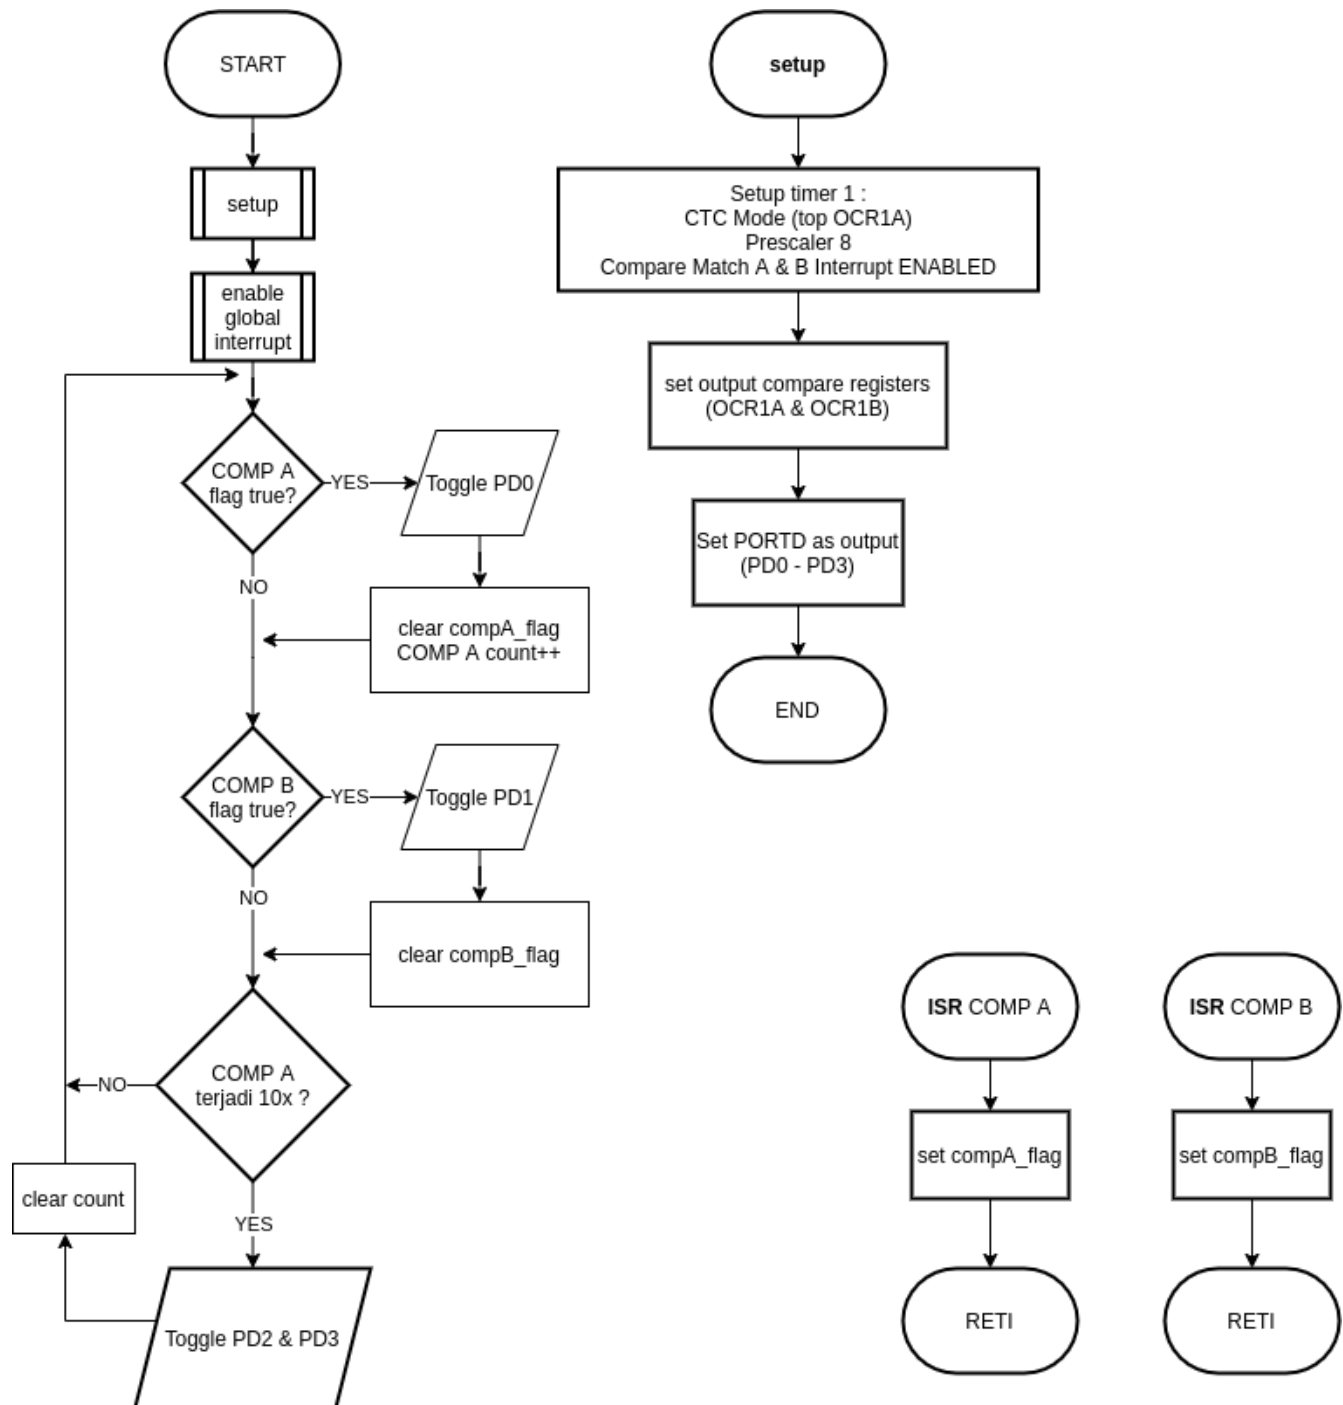 START
setup
enable
global
interrupt
COMP A
flag true?
YES
Toggle PD0
NO
clear compA_flag
COMP A count++
COMP B
flag true?
YES
Toggle PD1
NO
clear compB_flag
COMP A
terjadi 10x ?
NO
clear count
YES
Toggle PD2 & PD3
setup
Setup timer 1 :
CTC Mode (top OCR1A)
Prescaler 8
Compare Match A & B Interrupt ENABLED
set output compare registers
(OCR1A & OCR1B)
Set PORTD as output
(PD0 - PD3)
END
ISR COMP A
set compA_flag
RETI
ISR COMP B
set compB_flag
RETI